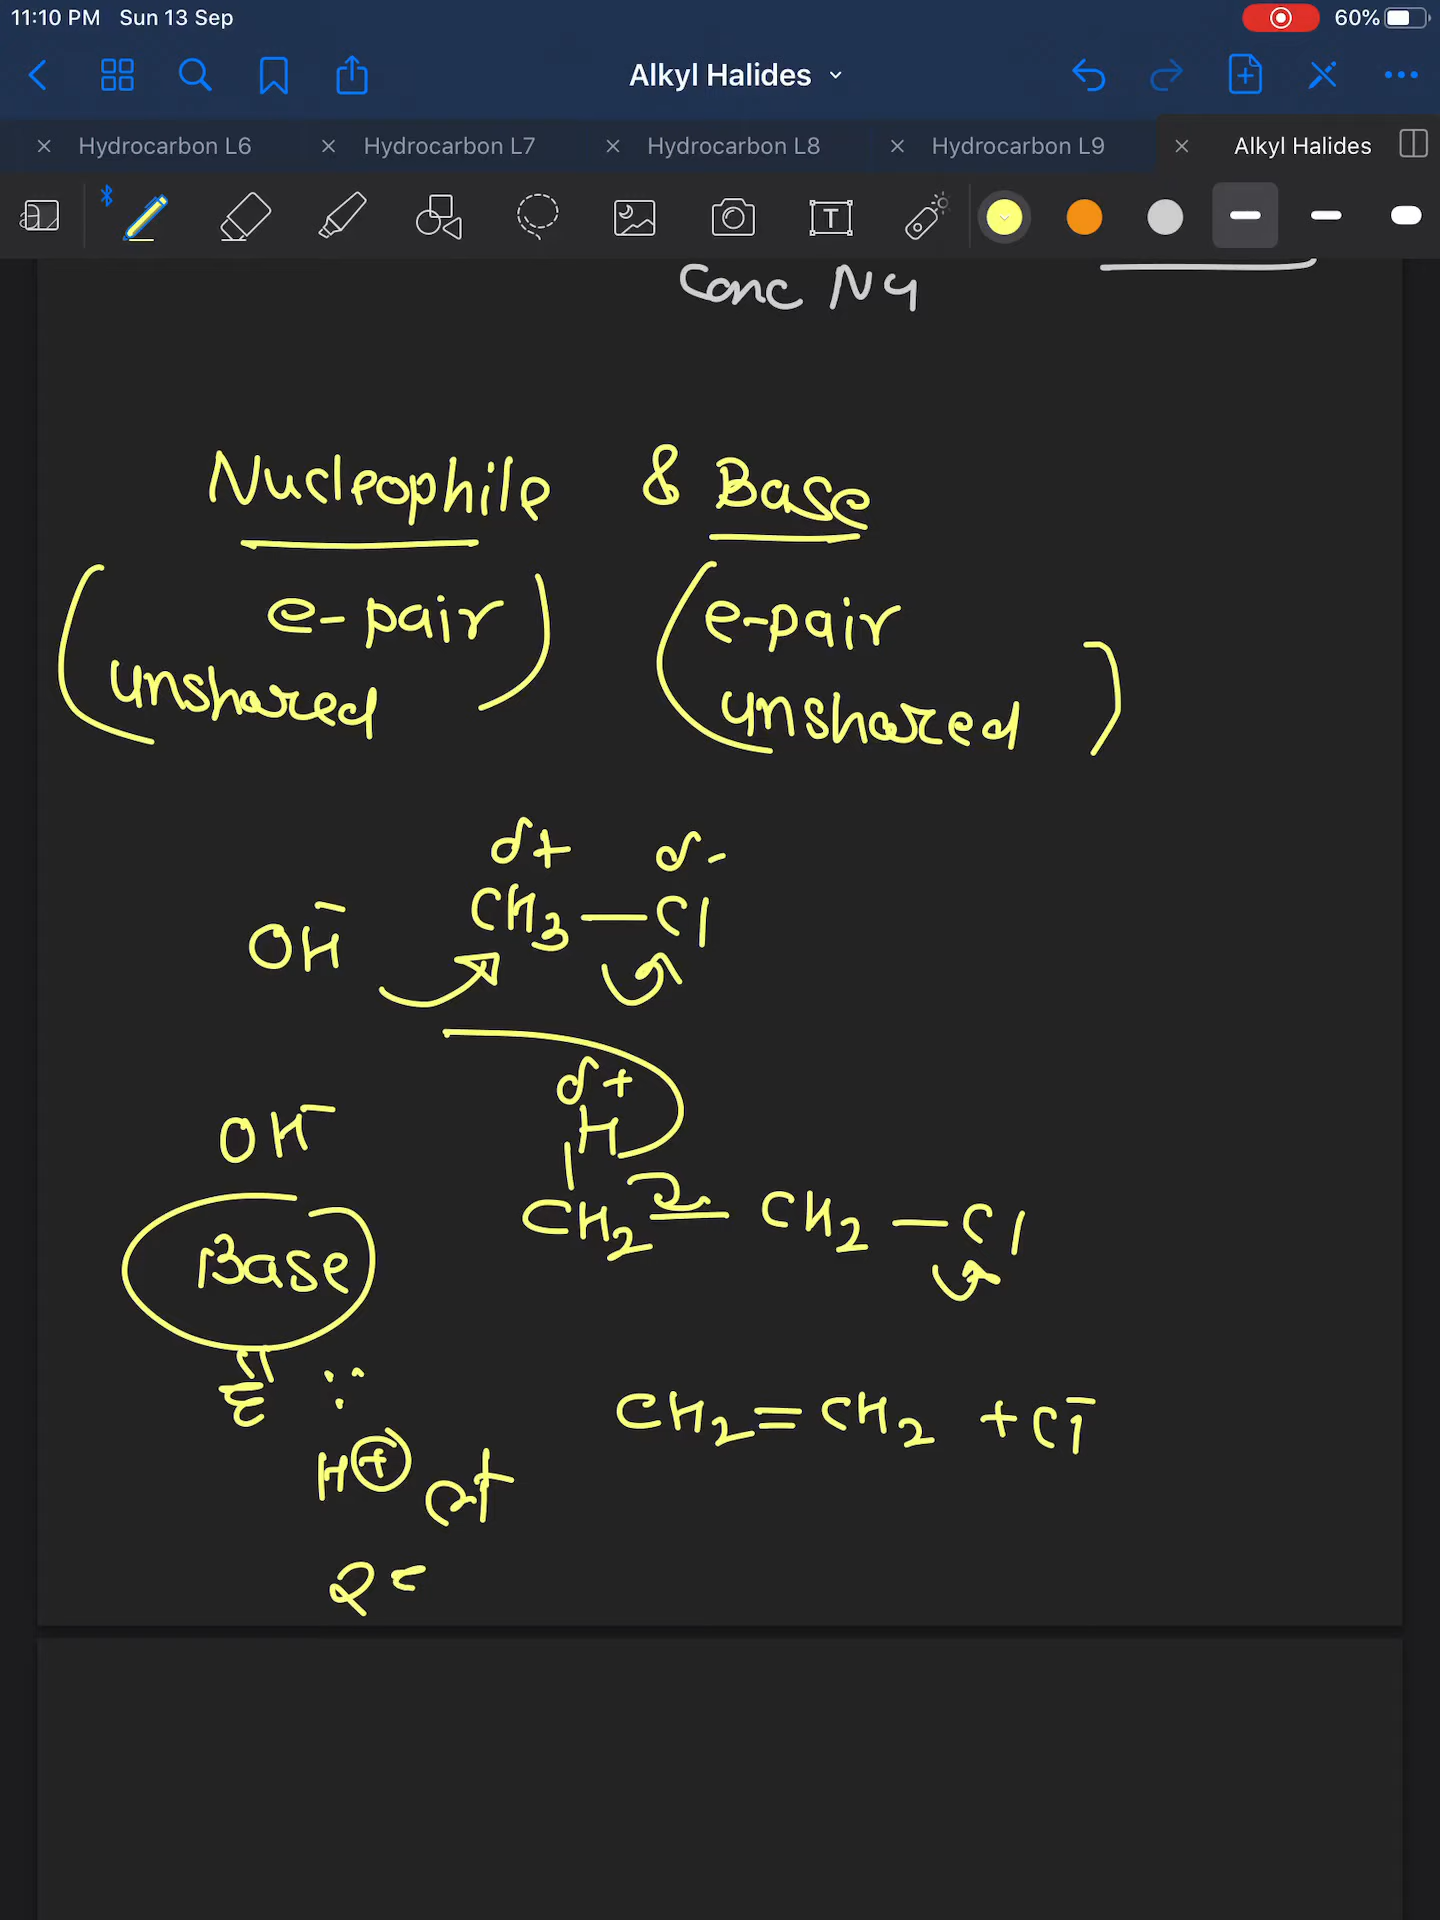 11:10 PM Sun 13 Sep 60%
Alkyl Halides
Hydrocarbon L6 Hydrocarbon L7 Hydrocarbon L8 Hydrocarbon L9 Alkyl Halides
Conc
Nucleophile & Base
(e-pair unshared) (e-pair unshared)
δ+ δ-
OH⁻ CH₃—Cl
δ+
OH⁻ H
CH₂—CH₂—Cl
Base
CH₂=CH₂ + Cl⁻
H⊕